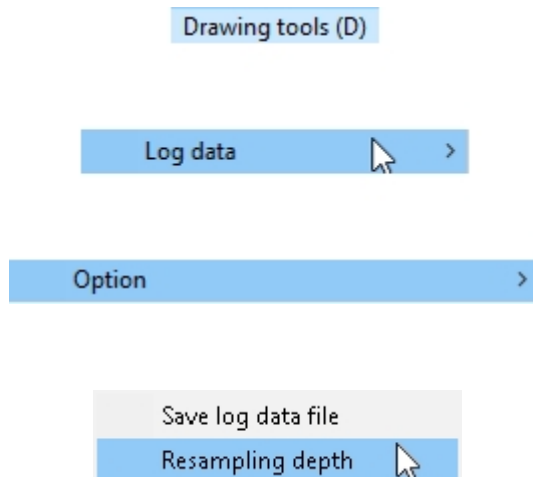 Drawing tools (D)
Log data
Option
Save log data file
Resampling depth